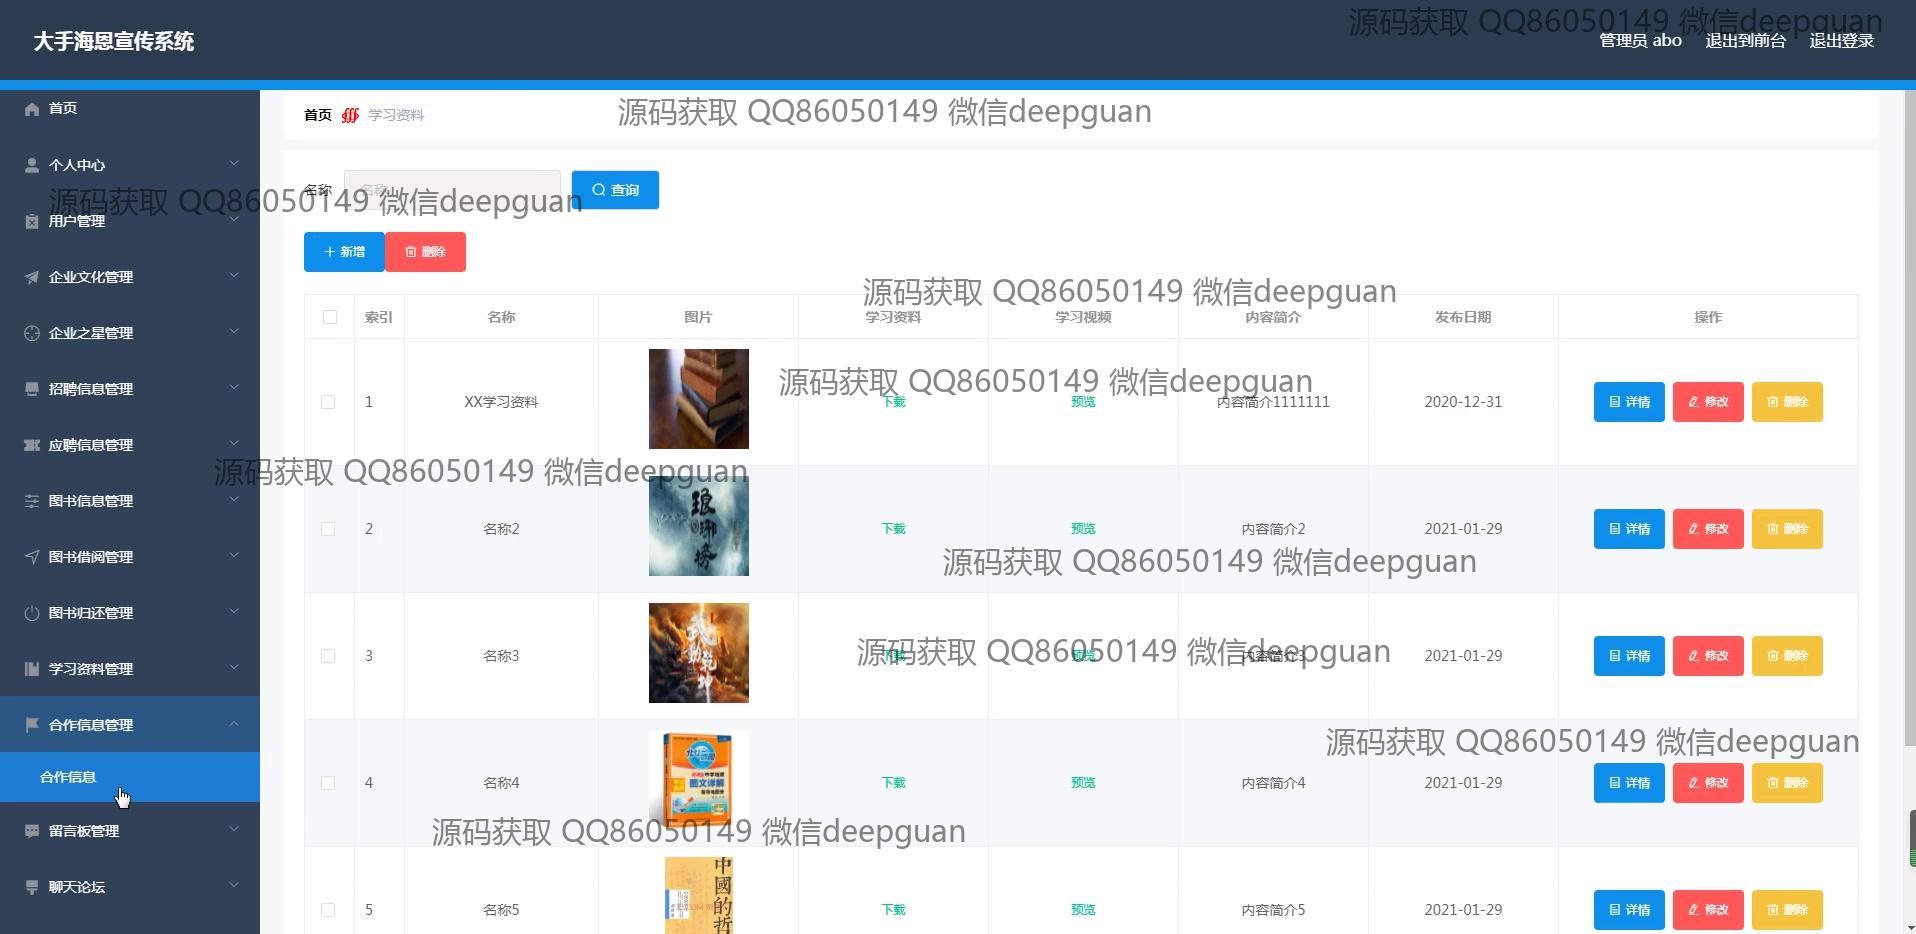 源码获取 QQ86050149 微信deepguan
大手海恩宣传系统
管理员 abo 退出到前台 退出登录
首页
首页 学习资料
源码获取 QQ86050149 微信deepguan
个人中心
名称 名称 查询
源码获取 QQ86050149 微信deepguan
用户管理
新增 删除
企业文化管理
源码获取 QQ86050149 微信deepguan
索引 名称 图片 学习资料 学习视频 内容简介 发布日期 操作
企业之星管理
源码获取 QQ86050149 微信deepguan
招聘信息管理
1 XX学习资料 下载 预览 内容简介1111111 2020-12-31 详情 修改 删除
应聘信息管理
源码获取 QQ86050149 微信deepguan
图书信息管理
琅琊榜
2 名称2 下载 预览 内容简介2 2021-01-29 详情 修改 删除
图书借阅管理
源码获取 QQ86050149 微信deepguan
图书归还管理
武動乾坤
3 名称3 下载 预览 内容简介3 2021-01-29 详情 修改 删除
源码获取 QQ86050149 微信deepguan
学习资料管理
合作信息管理
源码获取 QQ86050149 微信deepguan
图文详解
4 名称4 下载 预览 内容简介4 2021-01-29 详情 修改 删除
合作信息
留言板管理
源码获取 QQ86050149 微信deepguan
聊天论坛
中國的哲
5 名称5 下载 预览 内容简介5 2021-01-29 详情 修改 删除